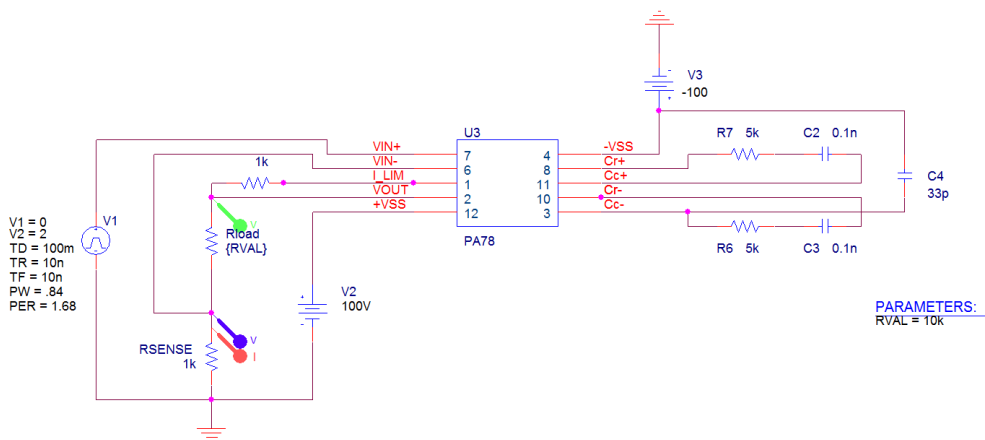 V3
-100
U3
VIN+
7
4
-VSS
R7 5k
C2 0.1n
VIN-
6
8
Cr+
1k
I_LIM
1
11
Cc+
VOUT
2
10
Cr-
+VSS
12
3
Cc-
C4
33p
V1
V1 = 0
V2 = 2
TD = 100m
TR = 10n
TF = 10n
PW = .84
PER = 1.68
V
Rload
{RVAL}
PA78
R6 5k
C3 0.1n
V2
100V
PARAMETERS:
RVAL = 10k
V
I
RSENSE
1k